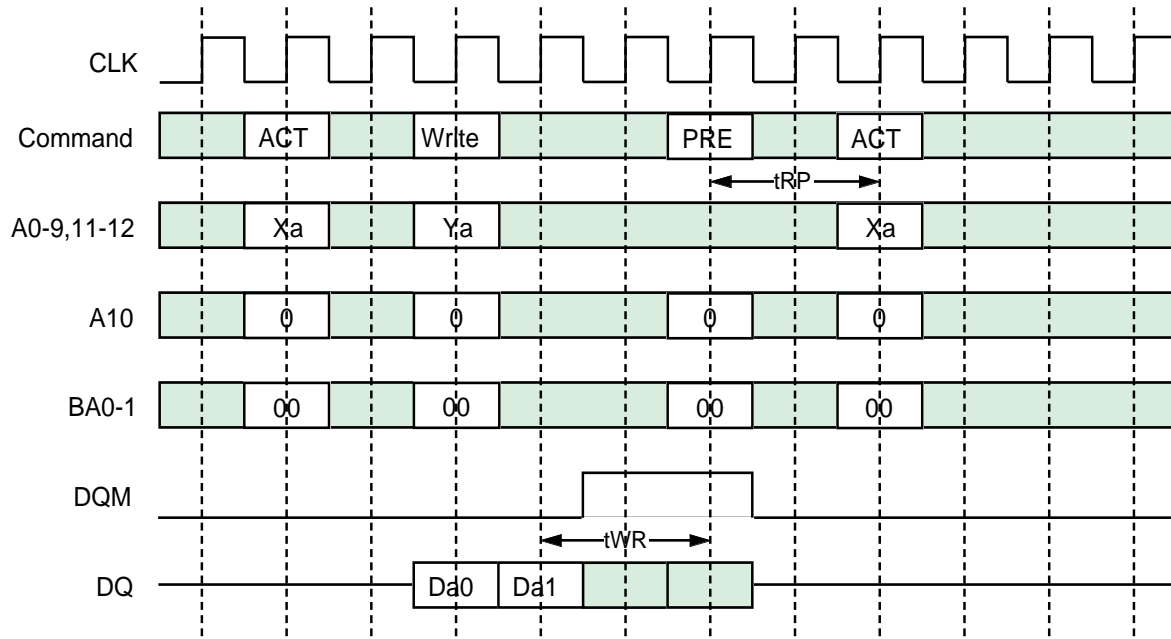 CLK
Command ACT Write PRE ACT
tRP
A0-9,11-12 Xa Ya Xa
A10 0 0 0 0
BA0-1 00 00 00 00
DQM
tWR
DQ Da0 Da1